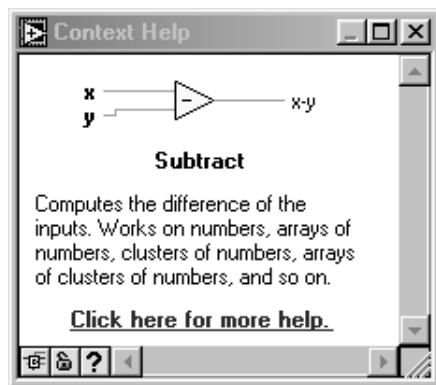 Context Help
x
y
x-y
Subtract
Computes the difference of the
inputs. Works on numbers, arrays of
numbers, clusters of numbers, arrays
of clusters of numbers, and so on.
Click here for more help.
?